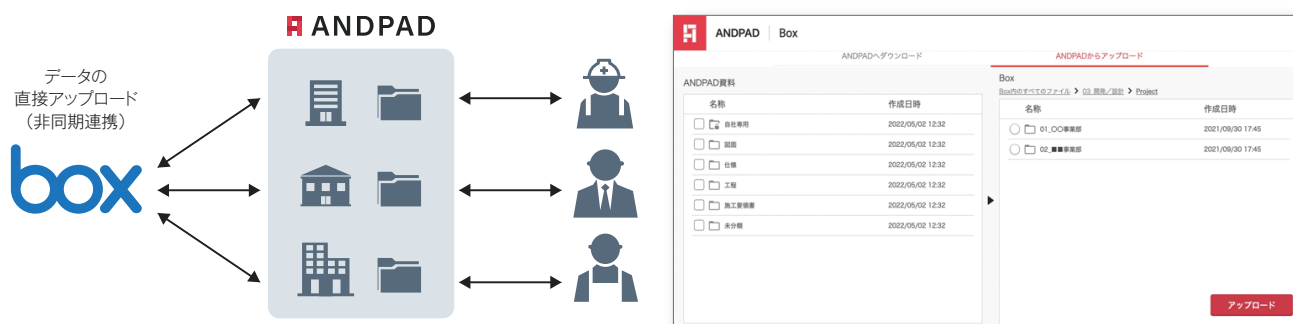 ANDPAD
データの
直接アップロード
（非同期連携）
box
ANDPAD Box
ANDPADへダウンロード
ANDPADからアップロード
ANDPAD資料
名称 作成日時
自社専用 2022/05/02 12:32
図面 2022/05/02 12:32
仕様 2022/05/02 12:32
工程 2022/05/02 12:32
施工要領書 2022/05/02 12:32
未分類 2022/05/02 12:32
Box
Box内のすべてのファイル > 03_開発／設計 > Project
名称 作成日時
01_〇〇事業部 2021/09/30 17:45
02_■■事業部 2021/09/30 17:45
アップロード